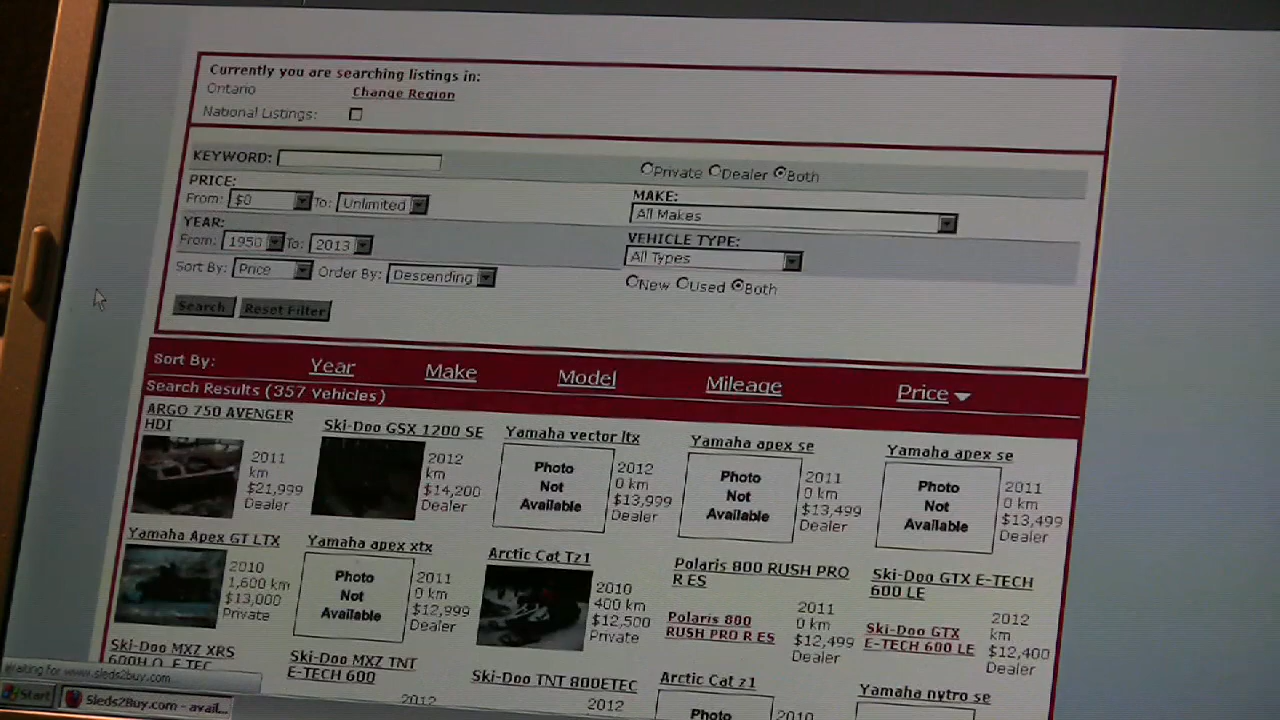 Currently you are searching listings in:
Ontario Change Region
National Listings:
KEYWORD:
Private Dealer Both
PRICE:
From: $0 To: Unlimited
MAKE:
All Makes
YEAR:
From: 1950 To: 2013
VEHICLE TYPE:
All Types
Sort By: Price Order By: Descending
New Used Both
Search Reset Filter
Sort By: Year Make Model Mileage Price
Search Results (357 Vehicles)
ARGO 750 AVENGER
HDI
2011
km
$21,999
Dealer
Ski-Doo GSX 1200 SE
2012
km
$14,200
Dealer
Yamaha vector ltx
Photo
Not
Available
2012
0 km
$13,999
Dealer
Yamaha apex se
Photo
Not
Available
2011
0 km
$13,499
Dealer
Yamaha apex se
Photo
Not
Available
2011
0 km
$13,499
Dealer
Yamaha Apex GT LTX
2010
1,600 km
$13,000
Private
Yamaha apex xtx
Photo
Not
Available
2011
0 km
$12,999
Dealer
Arctic Cat Tz1
2010
400 km
$12,500
Private
Polaris 800 RUSH PRO
R ES
Polaris 800
RUSH PRO R ES
2011
0 km
$12,499
Dealer
Ski-Doo GTX E-TECH
600 LE
Ski-Doo GTX
E-TECH 600 LE
2012
km
$12,400
Dealer
Ski-Doo MXZ XRS
600H.O. E TEC
Ski-Doo MXZ TNT
E-TECH 600
2012
Ski-Doo TNT 800ETEC
2012
Arctic Cat z1
Photo
2010
Yamaha nytro se
Waiting for www.sleds2buy.com
Start
Sleds2Buy.com - avail...